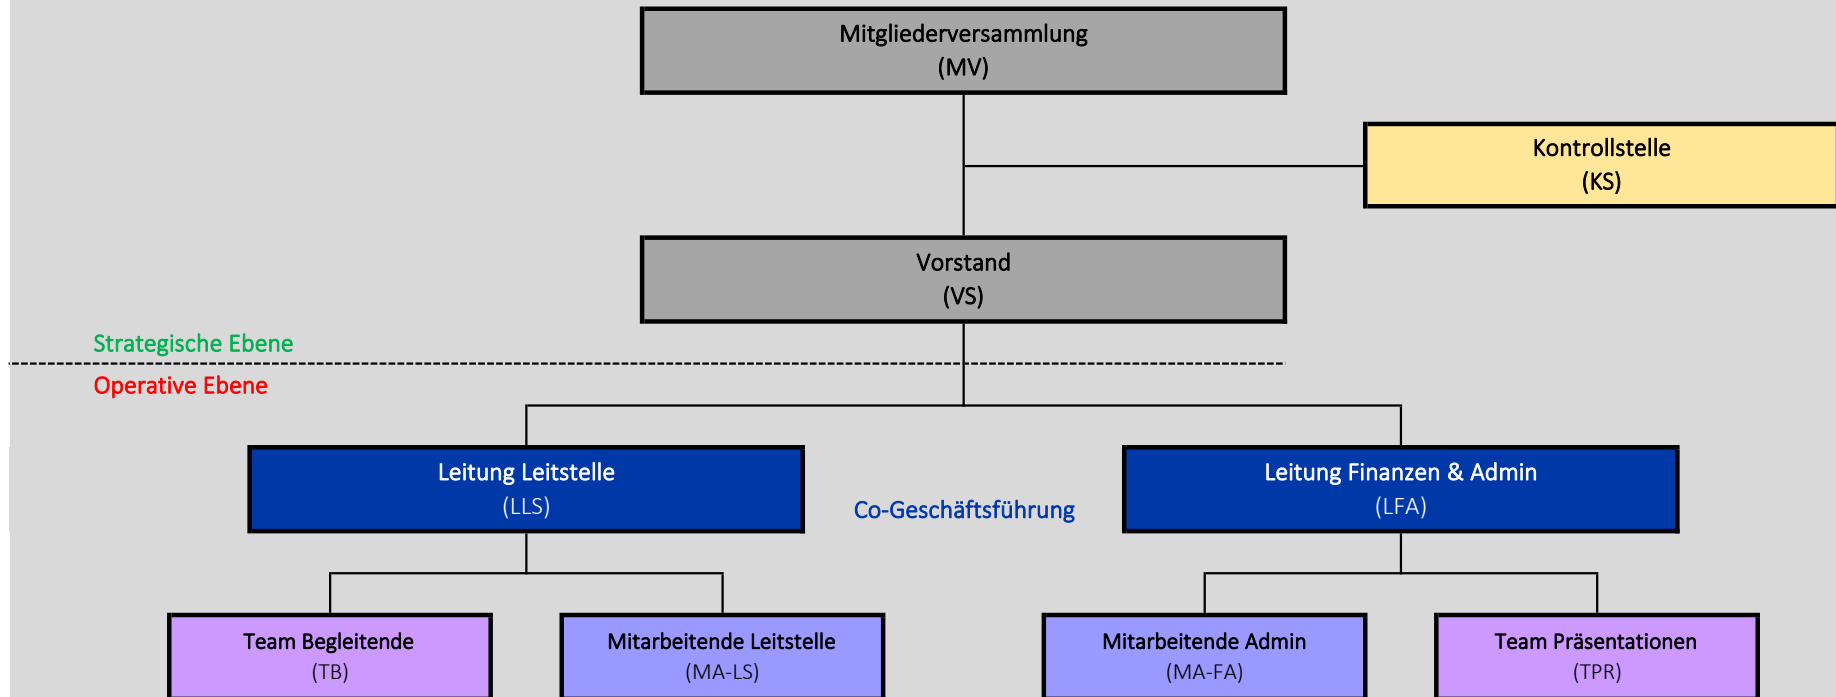 Mitgliederversammlung
(MV)
Kontrollstelle
(KS)
Vorstand
(VS)
Strategische Ebene
Operative Ebene
Leitung Leitstelle
(LLS)
Co-Geschäftsführung
Leitung Finanzen & Admin
(LFA)
Team Begleitende
(TB)
Mitarbeitende Leitstelle
(MA-LS)
Mitarbeitende Admin
(MA-FA)
Team Präsentationen
(TPR)